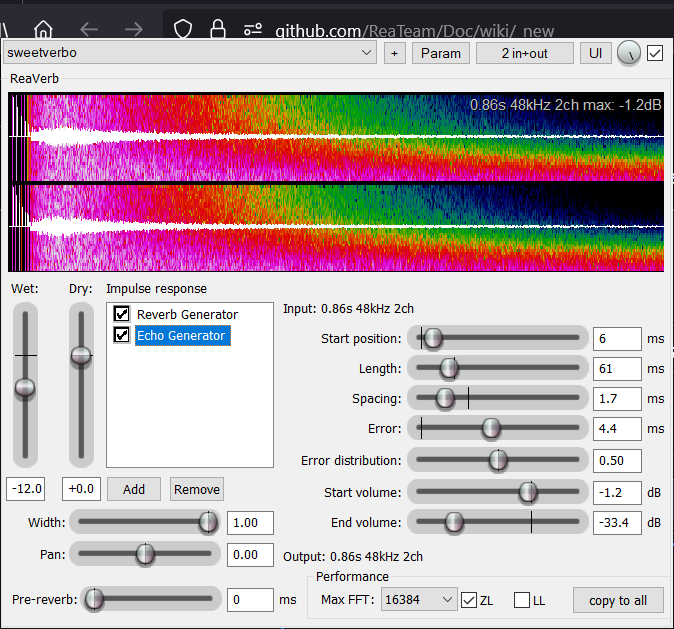 github.com/ReaTeam/Doc/wiki/_new
sweetverbo
+
Param
2 in+out
UI
ReaVerb
0.86s 48kHz 2ch max: -1.2dB
Wet:
Dry:
Impulse response
Reverb Generator
Echo Generator
-12.0
+0.0
Add
Remove
Width:
1.00
Pan:
0.00
Pre-reverb:
0
ms
Input: 0.86s 48kHz 2ch
Start position:
6
ms
Length:
61
ms
Spacing:
1.7
ms
Error:
4.4
ms
Error distribution:
0.50
Start volume:
-1.2
dB
End volume:
-33.4
dB
Output: 0.86s 48kHz 2ch
Performance
Max FFT:
16384
ZL
LL
copy to all